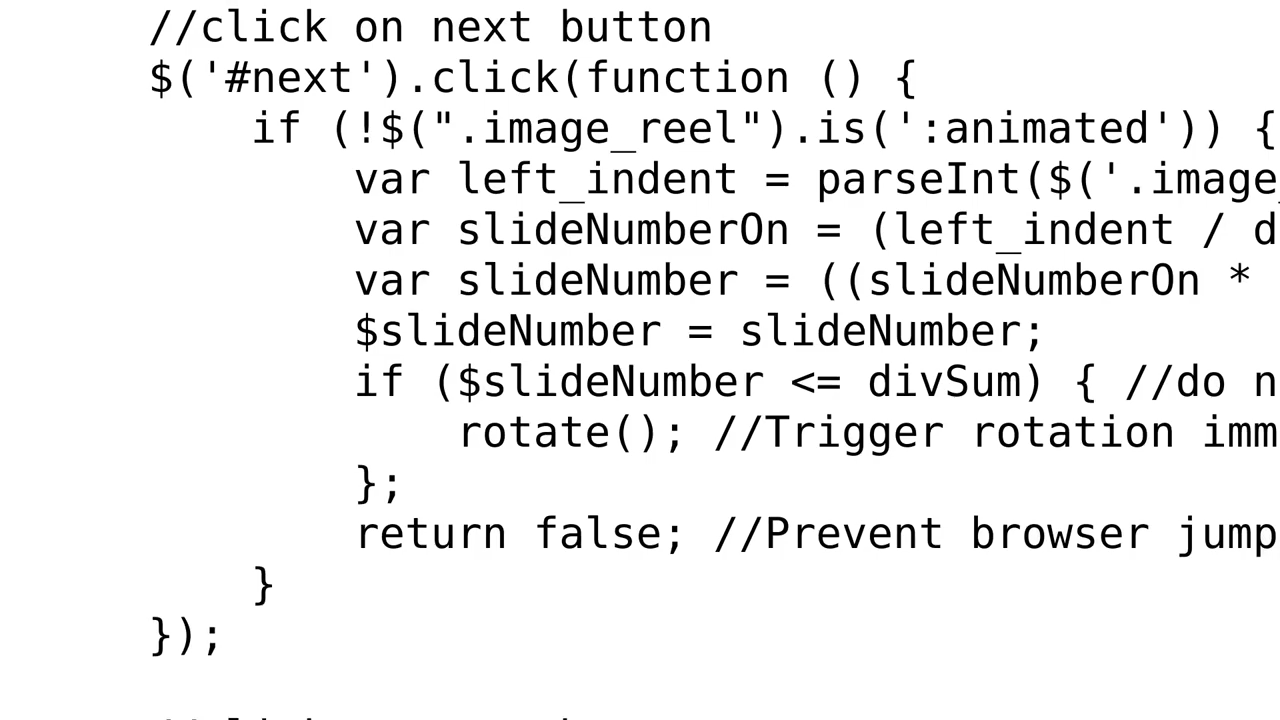 //click on next button
$('#next').click(function () {
if (!$(".image_reel").is(':animated')) {
var left_indent = parseInt($('.image_
var slideNumberOn = (left_indent / d
var slideNumber = ((slideNumberOn *
$slideNumber = slideNumber;
if ($slideNumber <= divSum) { //do n
rotate(); //Trigger rotation imm
};
return false; //Prevent browser jump
}
});